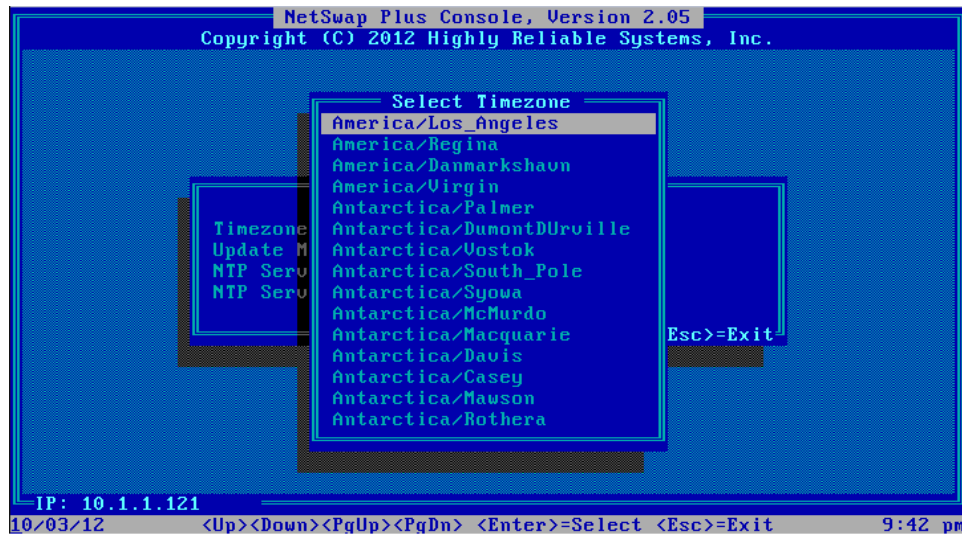 NetSwap Plus Console, Version 2.05
Copyright (C) 2012 Highly Reliable Systems, Inc.
Select Timezone
America/Los_Angeles
America/Regina
America/Danmarkshavn
America/Virgin
Antarctica/Palmer
Timezone Antarctica/DumontDUrville
Update M Antarctica/Vostok
NTP Serv Antarctica/South_Pole
NTP Serv Antarctica/Syowa
Antarctica/McMurdo
Antarctica/Macquarie Esc>=Exit
Antarctica/Davis
Antarctica/Casey
Antarctica/Mawson
Antarctica/Rothera
IP: 10.1.1.121
10/03/12 <Up><Down><PgUp><PgDn> <Enter>=Select <Esc>=Exit 9:42 pm